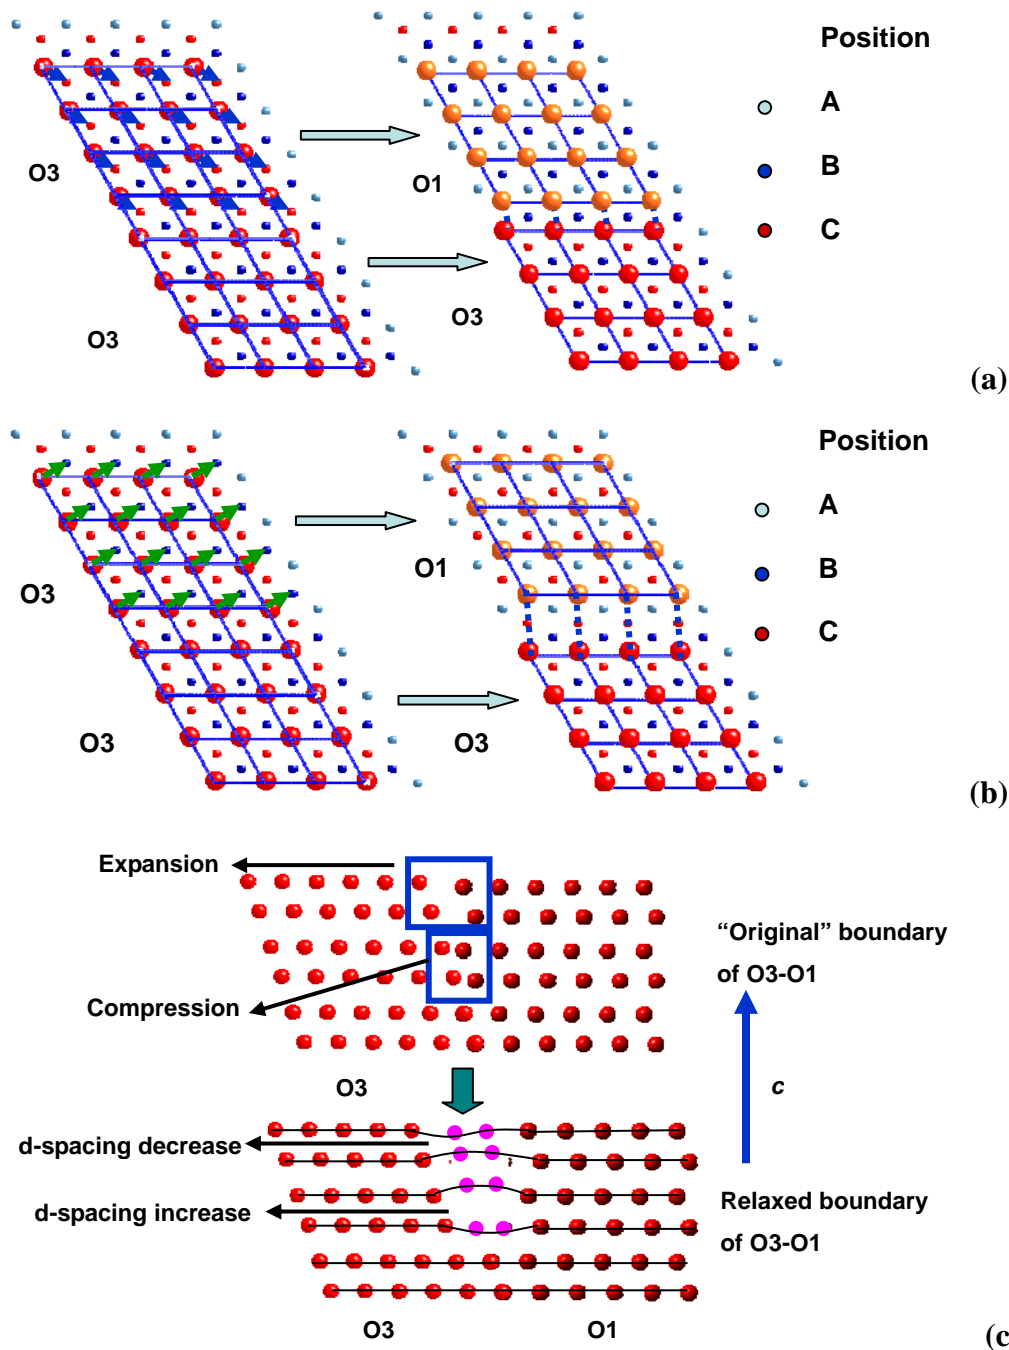 Position
A
O3
O1
B
C
O3
O3
(a)
Position
A
O1
B
O3
C
O3
O3
(b)
Expansion
“Original” boundary
of O3-O1
Compression
O3
c
d-spacing decrease
d-spacing increase
Relaxed boundary
of O3-O1
O3
O1
(c